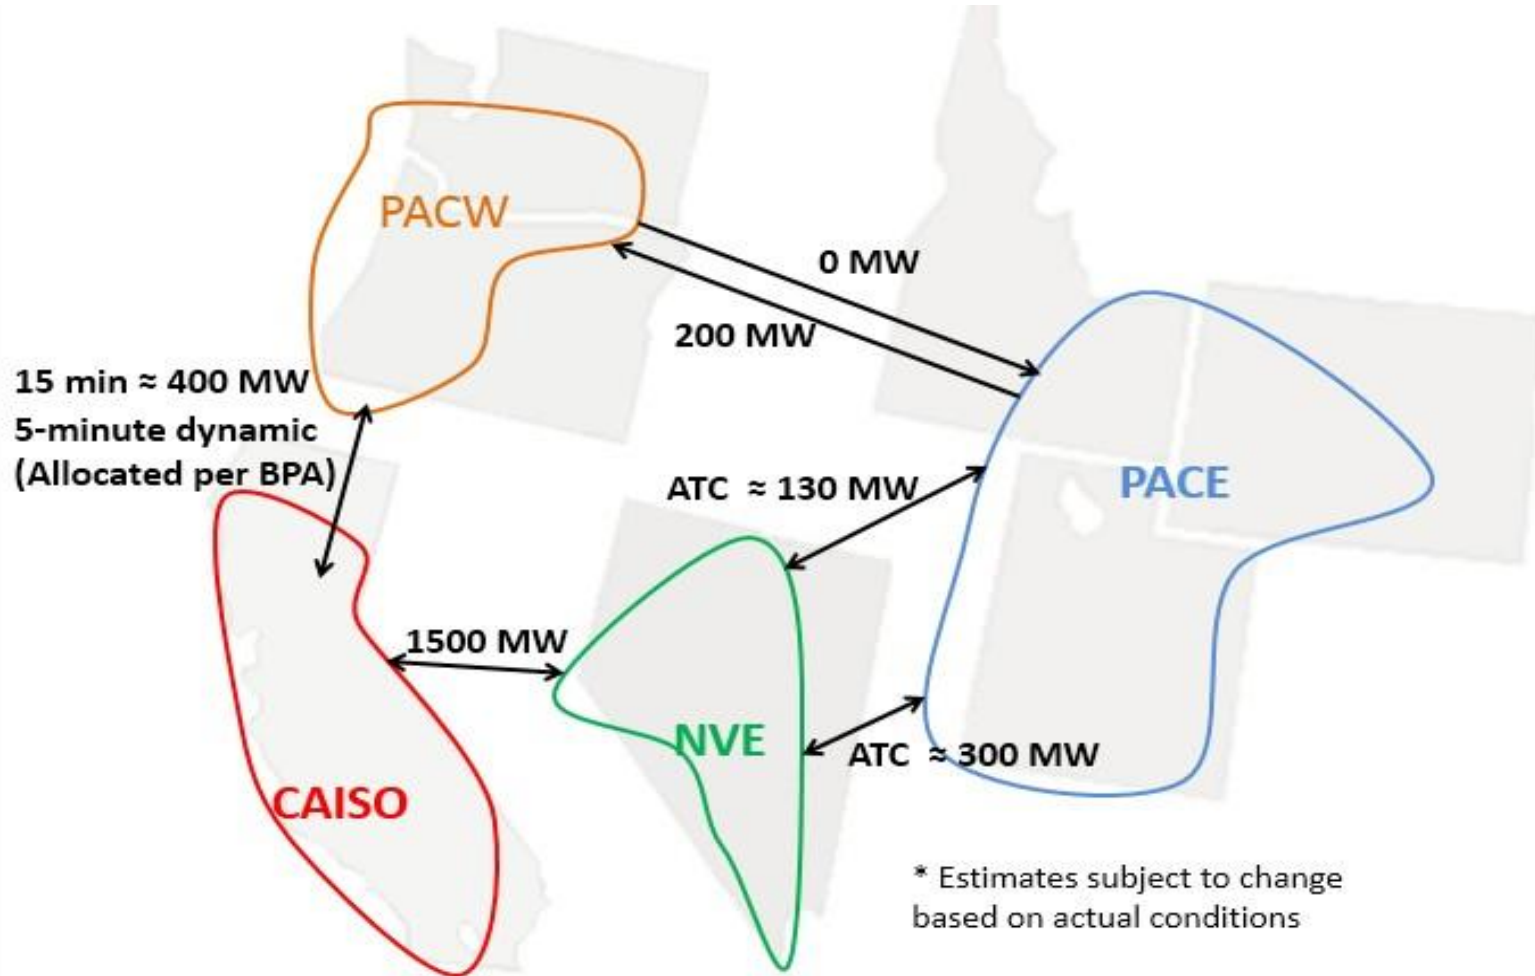 PACW
0 MW
200 MW
15 min ≈ 400 MW
5-minute dynamic
(Allocated per BPA)
ATC ≈ 130 MW
PACE
1500 MW
NVE
ATC ≈ 300 MW
CAISO
* Estimates subject to change
based on actual conditions